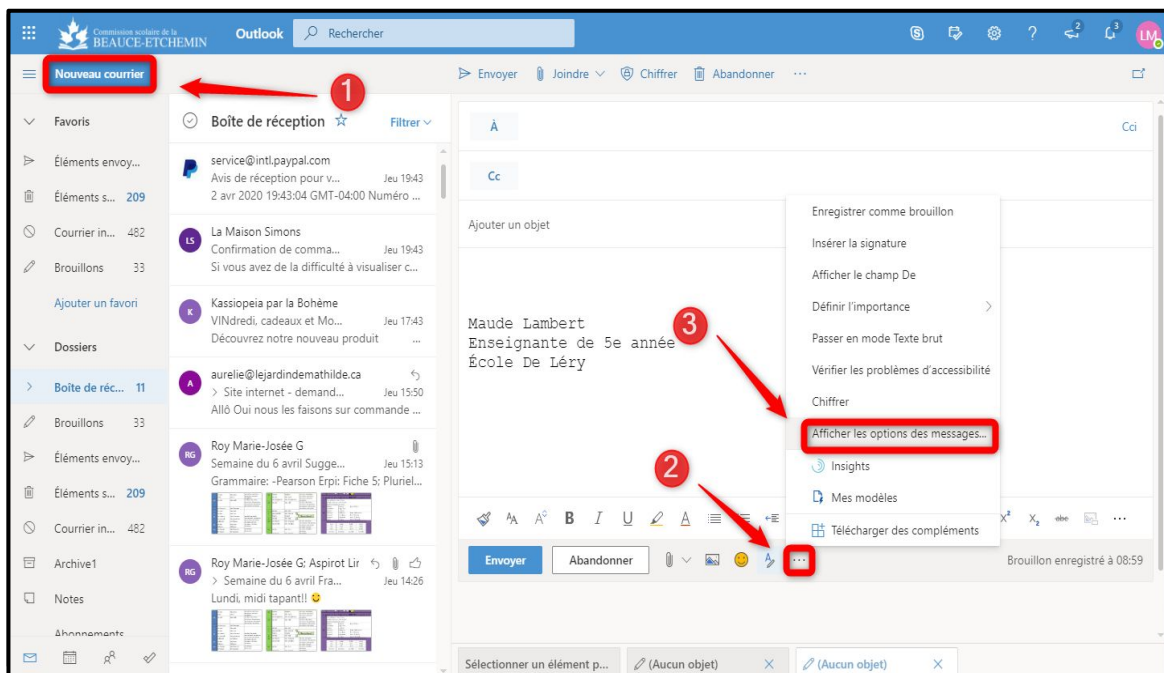 Commission scolaire de la
BEAUCE-ETCHEMIN
Outlook
Rechercher
2
3
LM
Nouveau courrier
1
Envoyer
Joindre
Chiffrer
Abandonner
...
Favoris
Éléments envoy...
Éléments s... 209
Courrier in... 482
Brouillons 33
Ajouter un favori
Dossiers
Boîte de réc... 11
Brouillons 33
Éléments envoy...
Éléments s... 209
Courrier in... 482
Archive1
Notes
Abonnements
Boîte de réception
Filtrer
service@intl.paypal.com
Avis de réception pour v... Jeu 19:43
2 avr 2020 19:43:04 GMT-04:00 Numéro ...
LS
La Maison Simons
Confirmation de comma... Jeu 19:43
Si vous avez de la difficulté à visualiser c...
K
Kassiopeia par la Bohème
VINdredi, cadeaux et Mo... Jeu 17:43
Découvrez notre nouveau produit ...
A
aurelie@lejardindemathilde.ca
> Site internet - demand... Jeu 15:50
Allô Oui nous les faisons sur commande ...
RG
Roy Marie-Josée G
Semaine du 6 avril Sugge... Jeu 15:13
Grammaire: -Pearson Erpi: Fiche 5; Pluriel...
RG
Roy Marie-Josée G; Aspirot Lir
> Semaine du 6 avril Fra... Jeu 14:26
Lundi, midi tapant!!
À
Cci
Cc
Ajouter un objet
Maude Lambert
Enseignante de 5e année
École De Léry
3
Enregistrer comme brouillon
Insérer la signature
Afficher le champ De
Définir l'importance
Passer en mode Texte brut
Vérifier les problèmes d'accessibilité
Chiffrer
Afficher les options des messages...
Insights
Mes modèles
Télécharger des compléments
2
B I U A
x² x₂ abc ...
Envoyer
Abandonner
...
Brouillon enregistré à 08:59
Sélectionner un élément p...
(Aucun objet)
(Aucun objet)